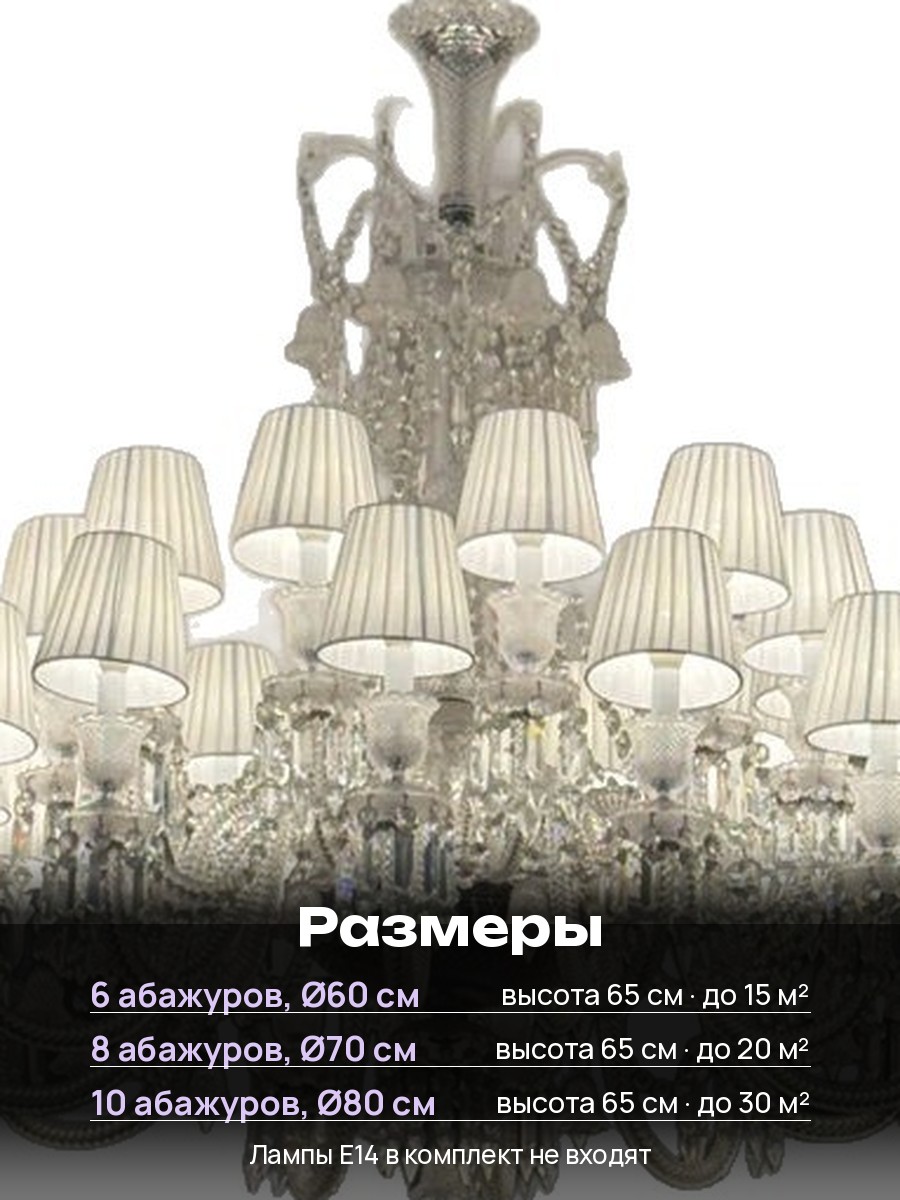 Размеры
6 абажуров, Ø60 см высота 65 см · до 15 м²
8 абажуров, Ø70 см высота 65 см · до 20 м²
10 абажуров, Ø80 см высота 65 см · до 30 м²
Лампы E14 в комплект не входят